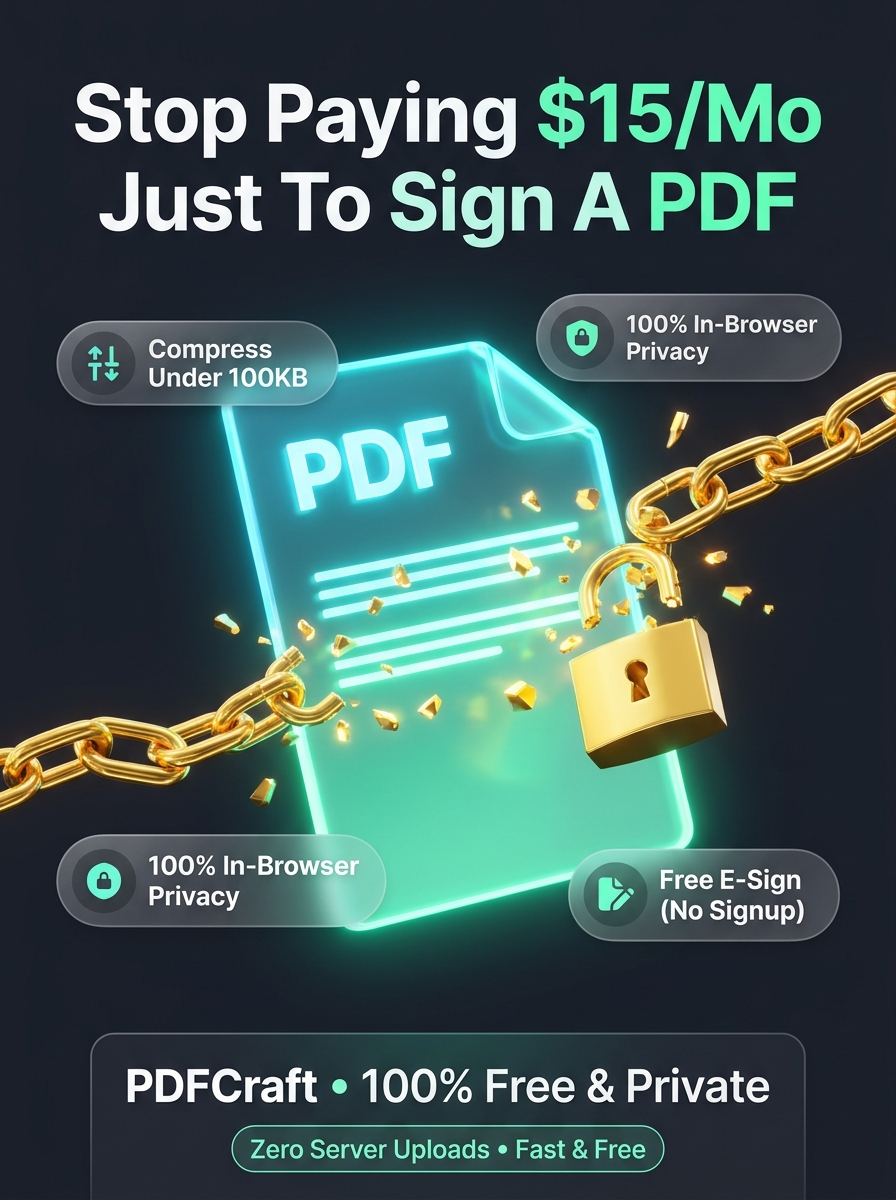 Stop Paying $15/Mo
Just To Sign A PDF
Compress
Under 100KB
100% In-Browser
Privacy
PDF
100% In-Browser
Privacy
Free E-Sign
(No Signup)
PDFCraft • 100% Free & Private
Zero Server Uploads • Fast & Free